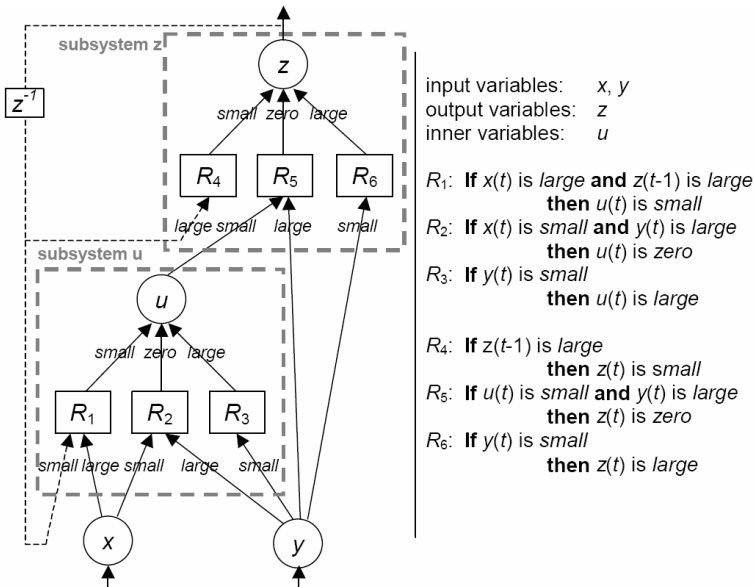 subsystem z
z
z⁻¹
small zero large
R4 R5 R6
large small large small
subsystem u
u
small zero large
R1 R2 R3
small large small large small
x y
input variables: x, y
output variables: z
inner variables: u
R1: If x(t) is large and z(t-1) is large
then u(t) is small
R2: If x(t) is small and y(t) is large
then u(t) is zero
R3: If y(t) is small
then u(t) is large
R4: If z(t-1) is large
then z(t) is small
R5: If u(t) is small and y(t) is large
then z(t) is zero
R6: If y(t) is small
then z(t) is large